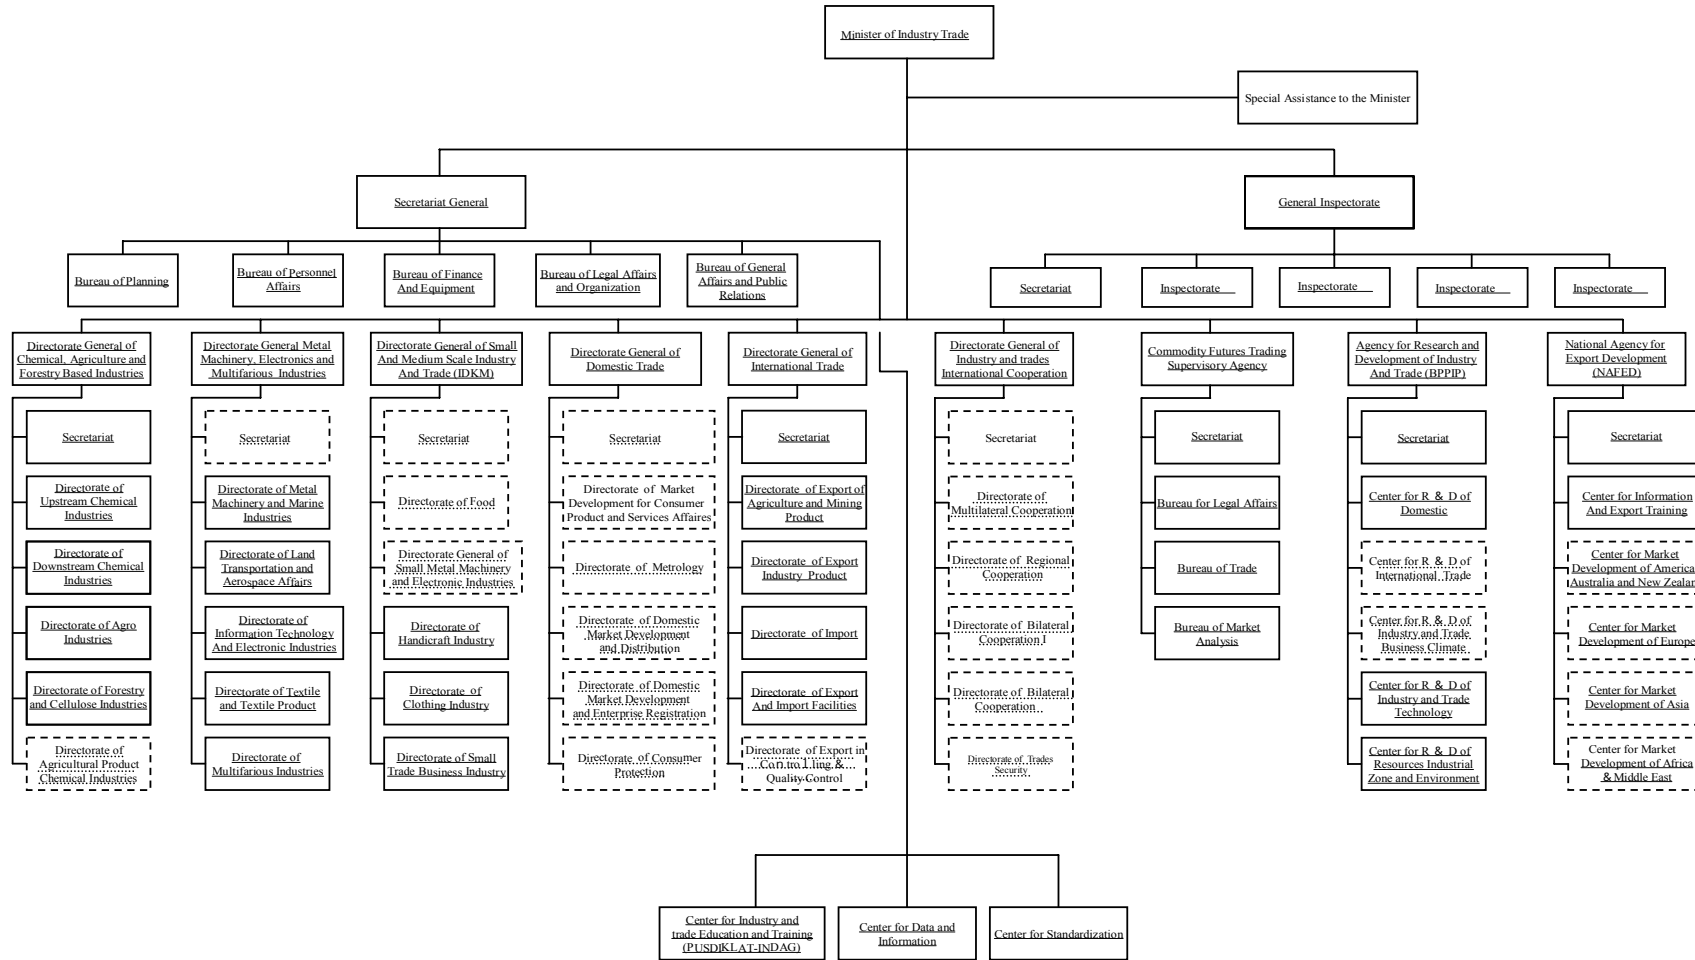 Minister of Industry Trade
Special Assistance to the Minister
Secretariat General
General Inspectorate
Bureau of Planning
Bureau of Personnel
Affairs
Bureau of Finance
And Equipment
Bureau of Legal Affairs
and Organization
Bureau of General
Affairs and Public
Relations
Secretariat
Inspectorate
Inspectorate
Inspectorate
Inspectorate
Directorate General of
Chemical, Agriculture and
Forestry Based Industries
Directorate General Metal
Machinery, Electronics and
Multifarious Industries
Directorate General of Small
And Medium Scale Industry
And Trade (IDKM)
Directorate General of
Domestic Trade
Directorate General of
International Trade
Directorate General of
Industry and trades
International Cooperation
Commodity Futures Trading
Supervisory Agency
Agency for Research and
Development of Industry
And Trade (BPPIP)
National Agency for
Export Development
(NAFED)
Secretariat
Directorate of
Upstream Chemical
Industries
Directorate of
Downstream Chemical
Industries
Directorate of Agro
Industries
Directorate of Forestry
and Cellulose Industries
Directorate of
Agricultural Product
Chemical Industries
Secretariat
Directorate of Metal
Machinery and Marine
Industries
Directorate of Land
Transportation and
Aerospace Affairs
Directorate of
Information Technology
And Electronic Industries
Directorate of Textile
and Textile Product
Directorate of
Multifarious Industries
Secretariat
Directorate of Food
Directorate General of
Small Metal Machinery
and Electronic Industries
Directorate of
Handicraft Industry
Directorate of
Clothing Industry
Directorate of Small
Trade Business Industry
Secretariat
Directorate of Market
Development for Consumer
Product and Services Affaires
Directorate of Metrology
Directorate of Domestic
Market Development
and Distribution
Directorate of Domestic
Market Development
and Enterprise Registration
Directorate of Consumer
Protection
Secretariat
Directorate of Export of
Agriculture and Mining
Product
Directorate of Export
Industry Product
Directorate of Import
Directorate of Export
And Import Facilities
Directorate of Export in
Controlling &
Quality Control
Secretariat
Directorate of
Multilateral Cooperation
Directorate of Regional
Cooperation
Directorate of Bilateral
Cooperation I
Directorate of Bilateral
Cooperation
Directorate of Trades
Security
Secretariat
Bureau for Legal Affairs
Bureau of Trade
Bureau of Market
Analysis
Secretariat
Center for R & D of
Domestic
Center for R & D of
International Trade
Center for R & D of
Industry and Trade
Business Climate
Center for R & D of
Industry and Trade
Technology
Center for R & D of
Resources Industrial
Zone and Environment
Secretariat
Center for Information
And Export Training
Center for Market
Development of America
Australia and New Zealan
Center for Market
Development of Europe
Center for Market
Development of Asia
Center for Market
Development of Africa
& Middle East
Center for Industry and
trade Education and Training
(PUSDIKLAT-INDAG)
Center for Data and
Information
Center for Standardization